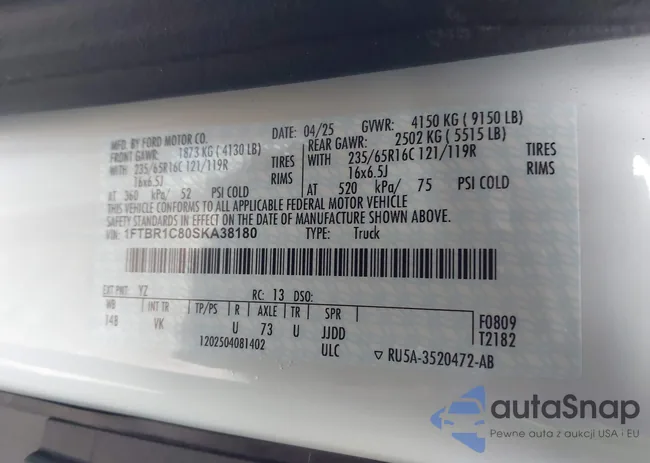 MFD. BY FORD MOTOR CO.
DATE: 04/25 GVWR: 4150 KG ( 9150 LB)
FRONT GAWR: 1873 KG ( 4130 LB) REAR GAWR: 2502 KG ( 5515 LB)
WITH 235/65R16C 121/119R TIRES WITH 235/65R16C 121/119R TIRES
16x6.5J RIMS 16x6.5J RIMS
AT 360 kPa/ 52 PSI COLD AT 520 kPa/ 75 PSI COLD
THIS VEHICLE CONFORMS TO ALL APPLICABLE FEDERAL MOTOR VEHICLE
SAFETY STANDARDS IN EFFECT ON THE DATE OF MANUFACTURE SHOWN ABOVE.
VIN: 1FTBR1C80SKA38180 TYPE: Truck
EXT PNT: YZ RC: 13 DSO:
WB INT TR TP/PS R AXLE TR SPR
148 VK U 73 U JJDD
F0809
T2182
1202504081402 ULC ▽ RU5A-3520472-AB
autaSnap
Pewne auta z aukcji USA i EU